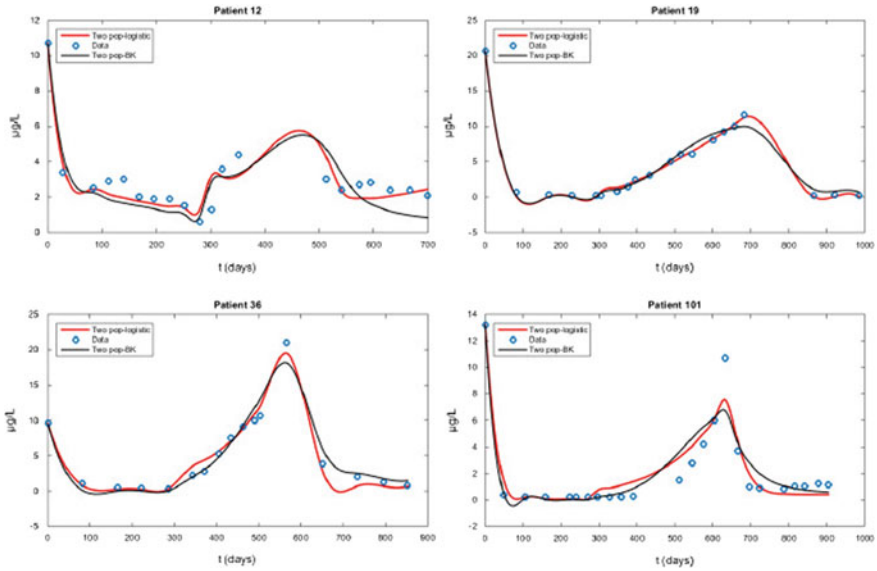 Patient 12
12
10
8
6
4
2
0
µg/L
Two pop-logistic
Data
Two pop-BK
0 100 200 300 400 500 600 700
t (days)
Patient 19
25
20
15
10
5
0
-5
µg/L
Two pop-logistic
Data
Two pop-BK
0 100 200 300 400 500 600 700 800 900 1000
t (days)
Patient 36
25
20
15
10
5
0
-5
µg/L
Two pop-logistic
Data
Two pop-BK
0 100 200 300 400 500 600 700 800 900
t (days)
Patient 101
14
12
10
8
6
4
2
0
-2
µg/L
Two pop-logistic
Data
Two pop-BK
0 100 200 300 400 500 600 700 800 900 1000
t (days)